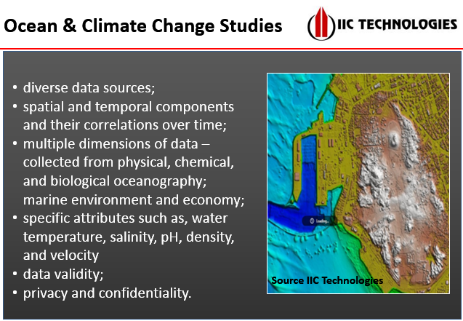 Ocean & Climate Change Studies
IIC TECHNOLOGIES
• diverse data sources;
• spatial and temporal components
and their correlations over time;
• multiple dimensions of data –
collected from physical, chemical,
and biological oceanography;
marine environment and economy;
• specific attributes such as, water
temperature, salinity, pH, density,
and velocity
• data validity;
• privacy and confidentiality.
Source IIC Technologies